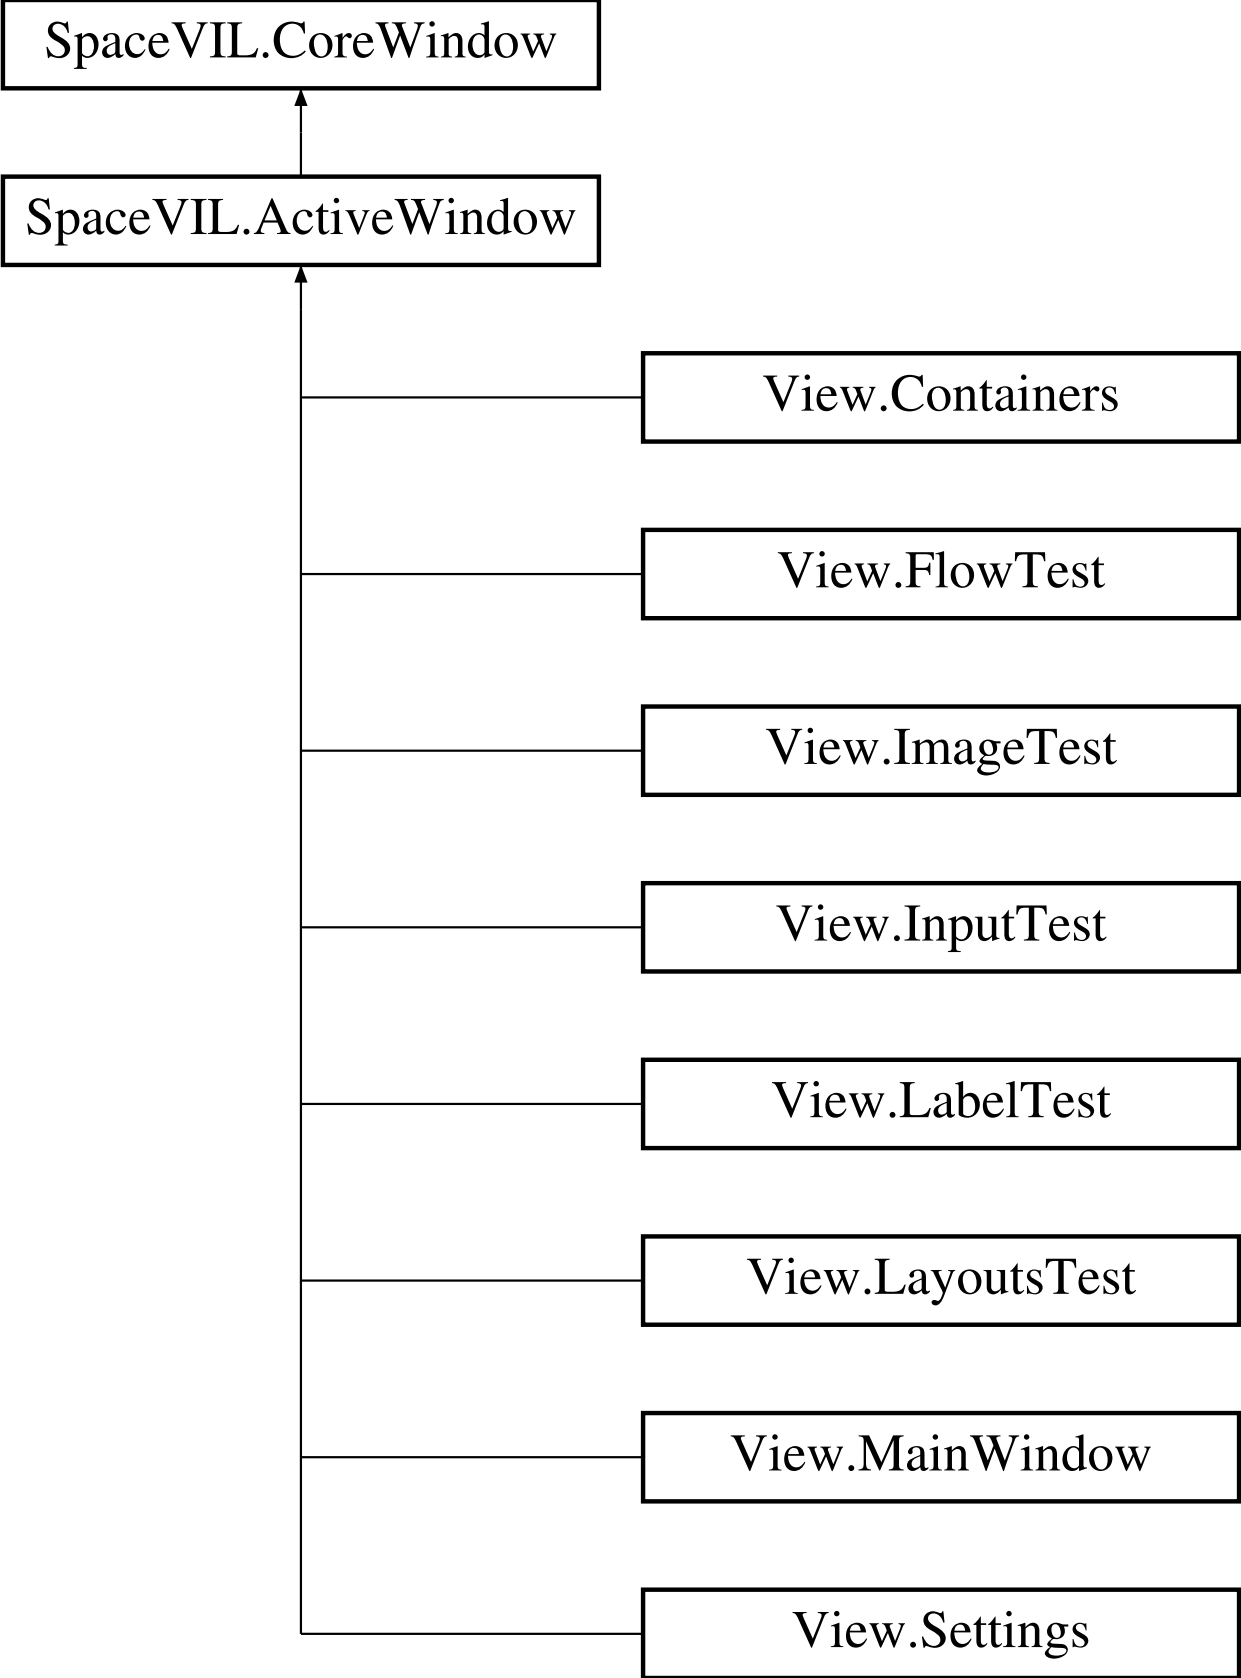 SpaceVIL.CoreWindow
SpaceVIL.ActiveWindow
View.Containers
View.FlowTest
View.ImageTest
View.InputTest
View.LabelTest
View.LayoutsTest
View.MainWindow
View.Settings